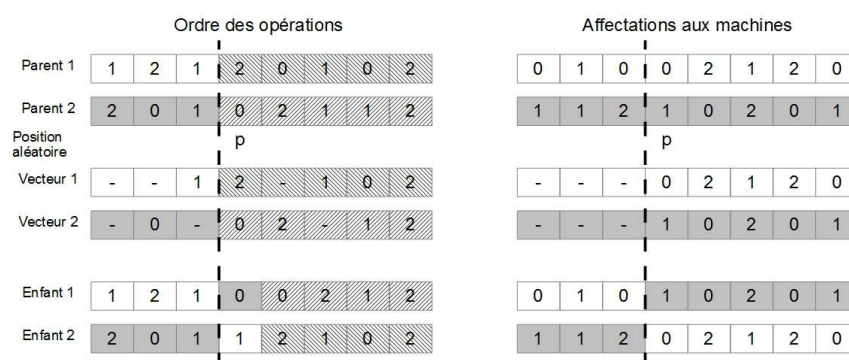 Ordre des opérations Affectations aux machines
Parent 1 1 2 1 2 0 1 0 2 0 1 0 0 2 1 2 0
Parent 2 2 0 1 0 2 1 1 2 1 1 2 1 0 2 0 1
Position
aléatoire p p
Vecteur 1 - - 1 2 - 1 0 2 - - - 0 2 1 2 0
Vecteur 2 - 0 - 0 2 - 1 2 - - - 1 0 2 0 1
Enfant 1 1 2 1 0 0 2 1 2 0 1 0 1 0 2 0 1
Enfant 2 2 0 1 1 2 1 0 2 1 1 2 0 2 1 2 0